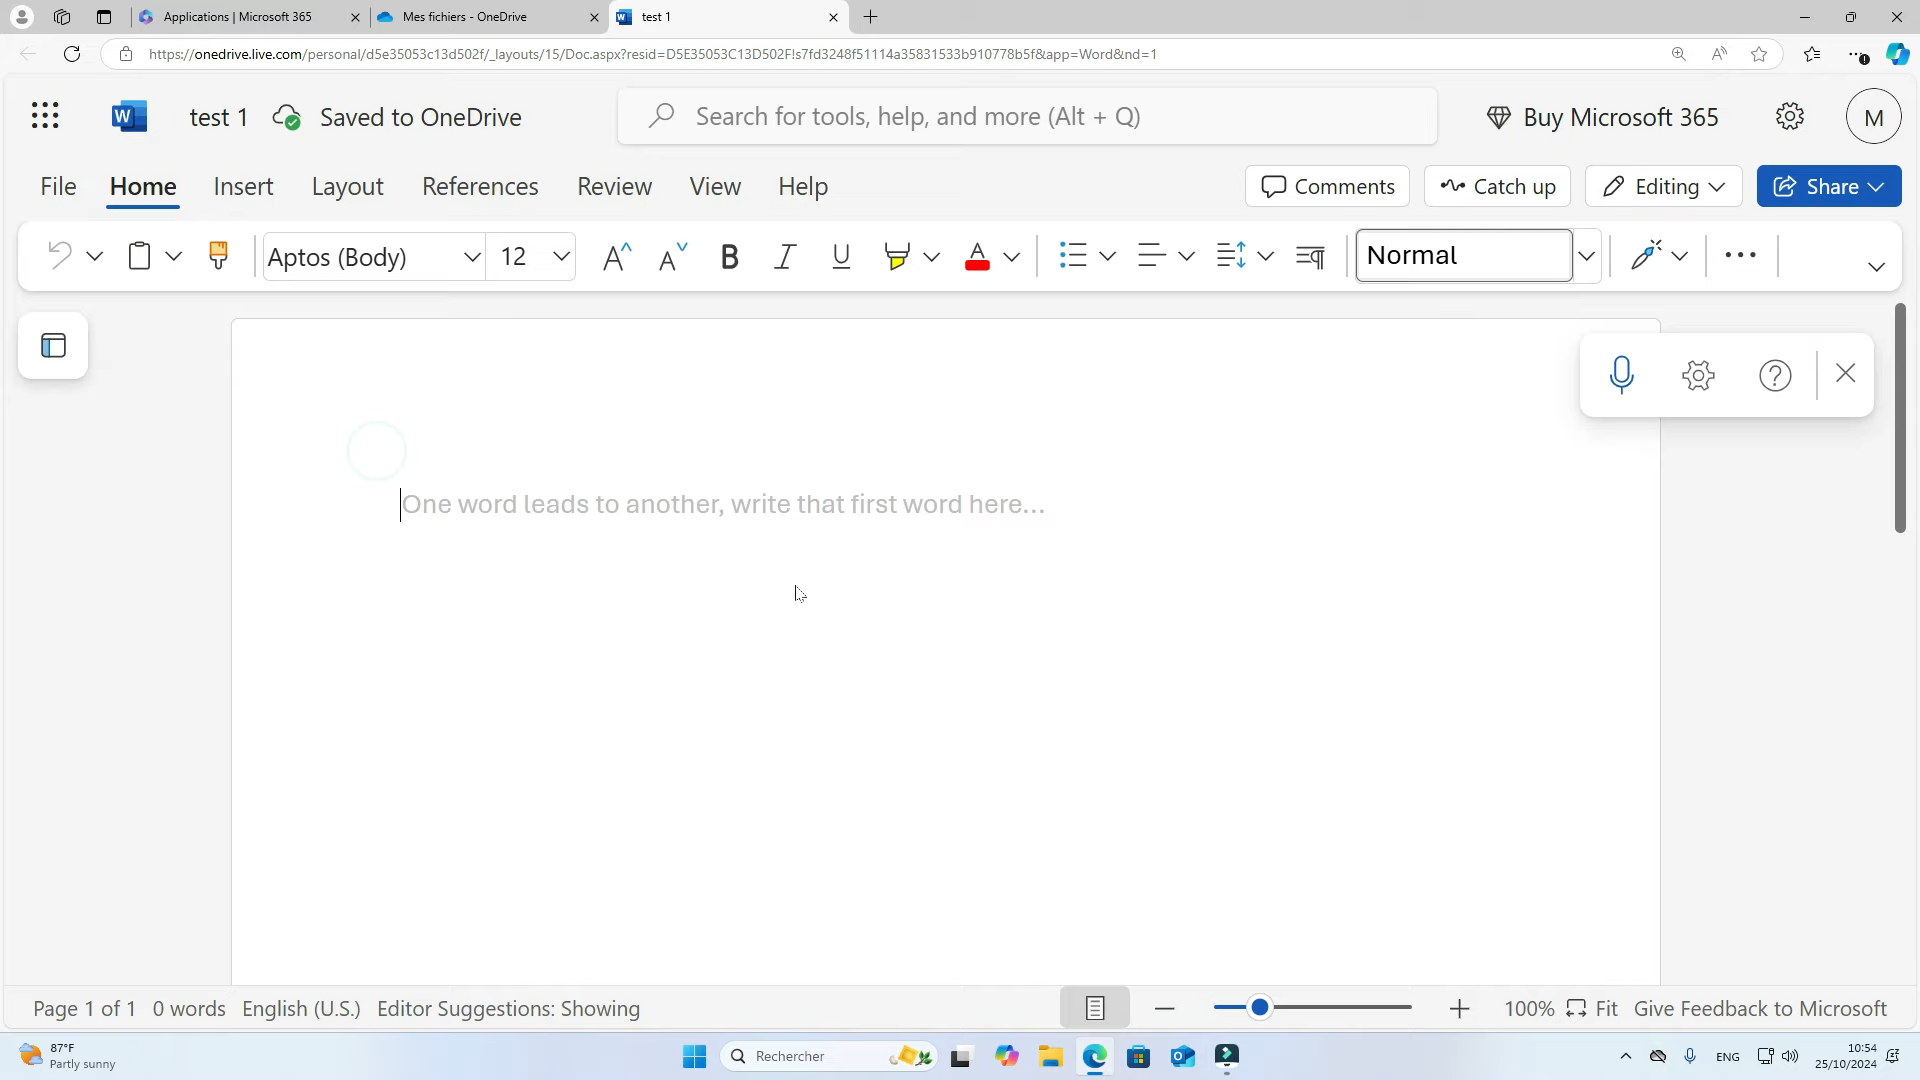 Applications | Microsoft 365
Mes fichiers - OneDrive
test 1
https://onedrive.live.com/personal/d5e35053c13d502f/_layouts/15/Doc.aspx?resid=D5E35053C13D502F!s7fd3248f51114a35831533b910778b5f&app=Word&nd=1
W
test 1
Saved to OneDrive
Search for tools, help, and more (Alt + Q)
Buy Microsoft 365
M
File Home Insert Layout References Review View Help
Comments
Catch up
Editing
Share
Aptos (Body)
12
Normal
One word leads to another, write that first word here...
Page 1 of 1 0 words English (U.S.) Editor Suggestions: Showing
100% Fit Give Feedback to Microsoft
87°F
Partly sunny
Rechercher
ENG
10:54
25/10/2024